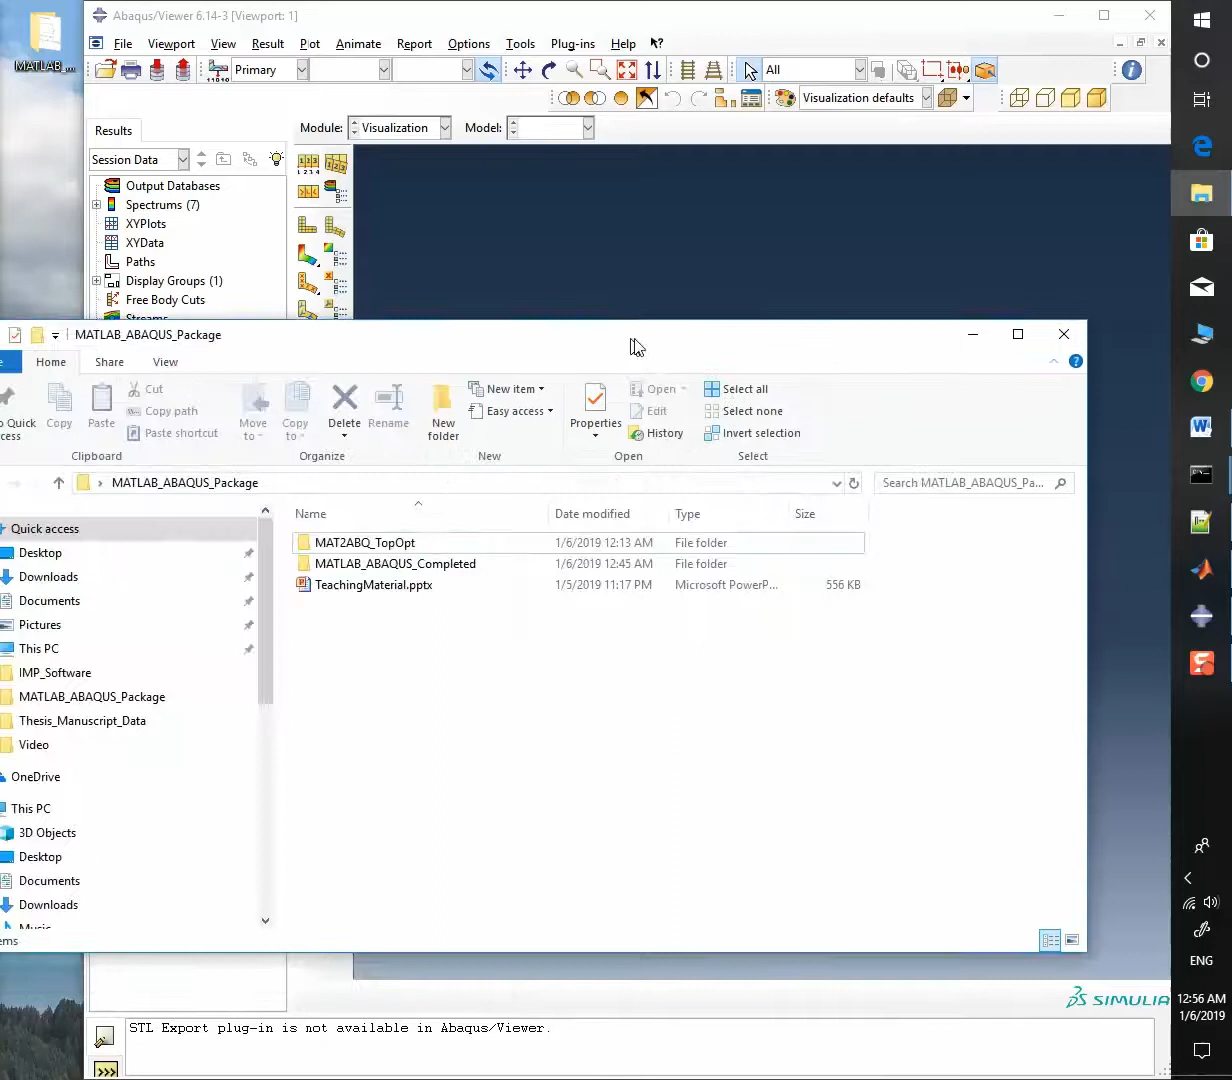 MATLAB_...
Abaqus/Viewer 6.14-3 [Viewport: 1]
File Viewport View Result Plot Animate Report Options Tools Plug-ins Help
Primary
All
Visualization defaults
Results
Module: Visualization Model:
Session Data
Output Databases
Spectrums (7)
XYPlots
XYData
Paths
Display Groups (1)
Free Body Cuts
Streams
MATLAB_ABAQUS_Package
Home Share View
Quick
cess
Copy
Paste
Cut
Copy path
Paste shortcut
Clipboard
Move to
Copy to
Delete
Rename
Organize
New folder
New item
Easy access
New
Properties
Open
Edit
History
Open
Select all
Select none
Invert selection
Select
MATLAB_ABAQUS_Package
Search MATLAB_ABAQUS_Pa...
Name Date modified Type Size
MAT2ABQ_TopOpt 1/6/2019 12:13 AM File folder
MATLAB_ABAQUS_Completed 1/6/2019 12:45 AM File folder
TeachingMaterial.pptx 1/5/2019 11:17 PM Microsoft PowerP... 556 KB
Quick access
Desktop
Downloads
Documents
Pictures
This PC
IMP_Software
MATLAB_ABAQUS_Package
Thesis_Manuscript_Data
Video
OneDrive
This PC
3D Objects
Desktop
Documents
Downloads
Music
ems
SIMULIA
STL Export plug-in is not available in Abaqus/Viewer.
>>>
ENG
12:56 AM
1/6/2019